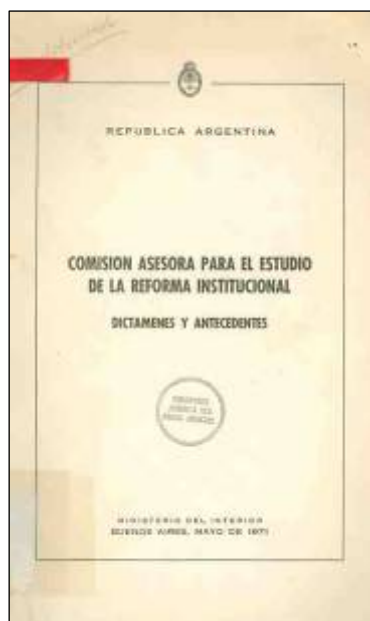 REPUBLICA ARGENTINA
COMISION ASESORA PARA EL ESTUDIO
DE LA REFORMA INSTITUCIONAL
DICTAMENES Y ANTECEDENTES
MINISTERIO DEL INTERIOR
BUENOS AIRES, MAYO DE 1971